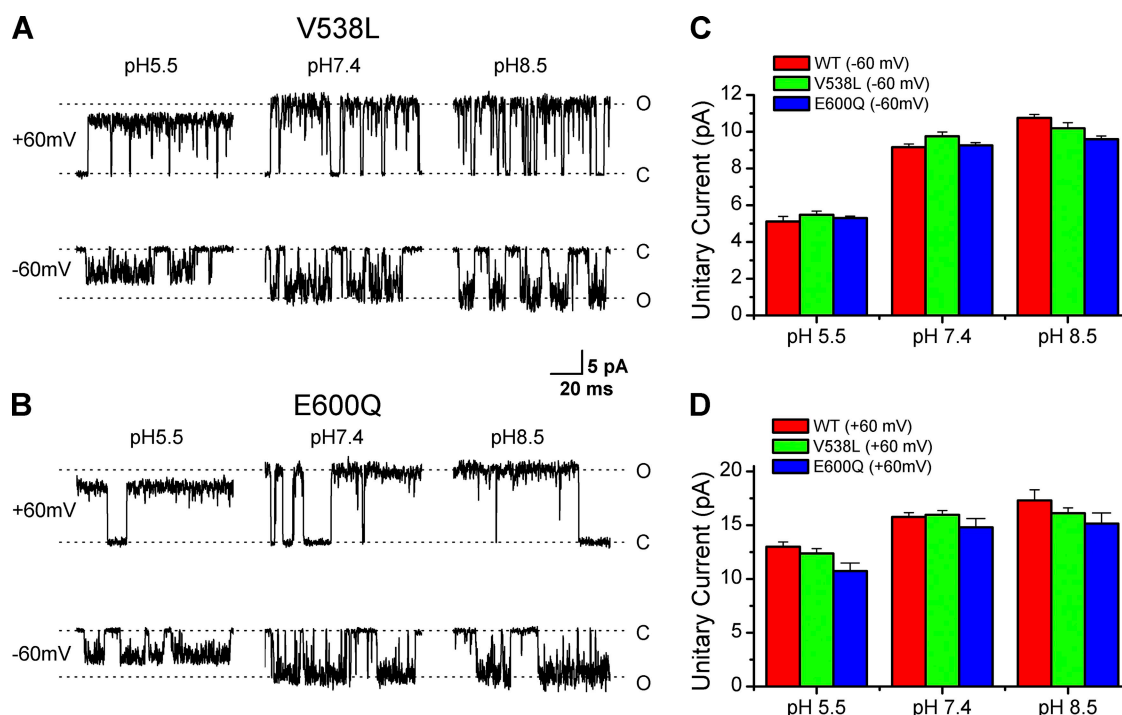 A
V538L
pH5.5 pH7.4 pH8.5
+60mV
O
C
-60mV
C
O
5 pA
20 ms
B
E600Q
pH5.5 pH7.4 pH8.5
+60mV
O
C
-60mV
C
O
C
WT (-60 mV)
V538L (-60 mV)
E600Q (-60mV)
Unitary Current (pA)
12
10
8
6
4
2
0
pH 5.5 pH 7.4 pH 8.5
D
WT (+60 mV)
V538L (+60 mV)
E600Q (+60mV)
Unitary Current (pA)
20
15
10
5
0
pH 5.5 pH 7.4 pH 8.5